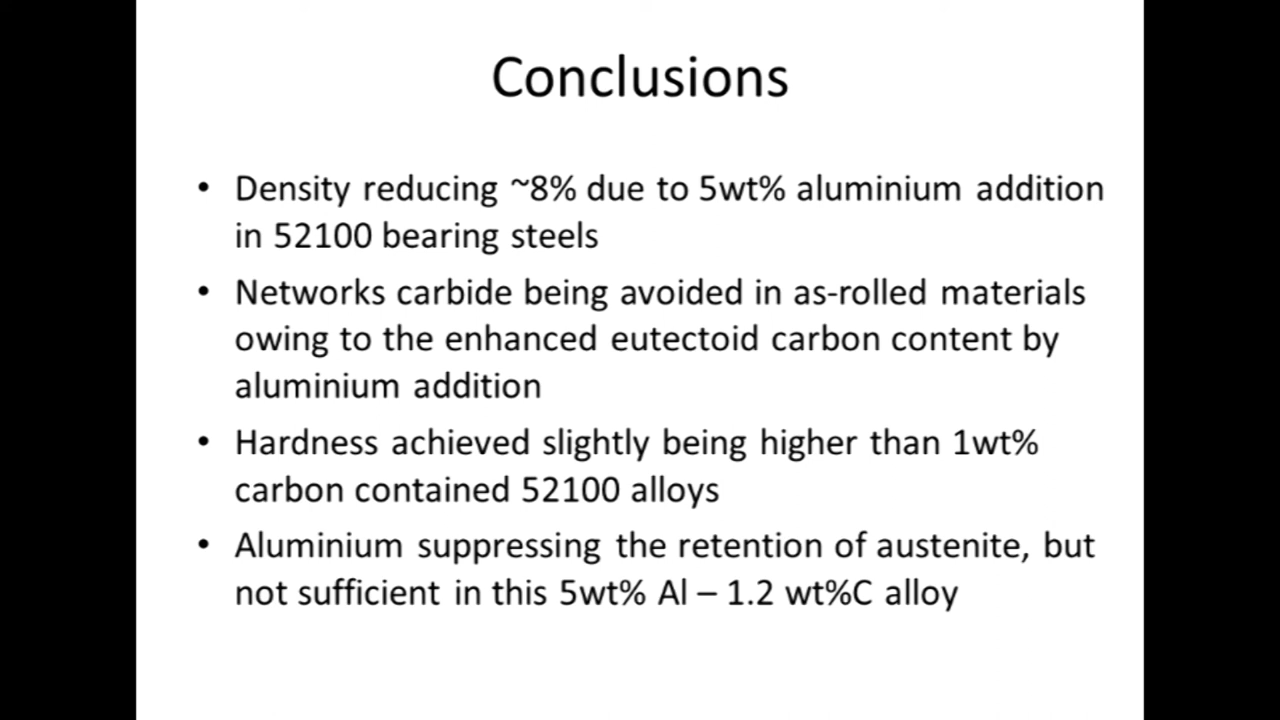 Conclusions
• Density reducing ~8% due to 5wt% aluminium addition
in 52100 bearing steels
• Networks carbide being avoided in as-rolled materials
owing to the enhanced eutectoid carbon content by
aluminium addition
• Hardness achieved slightly being higher than 1wt%
carbon contained 52100 alloys
• Aluminium suppressing the retention of austenite, but
not sufficient in this 5wt% Al – 1.2 wt%C alloy